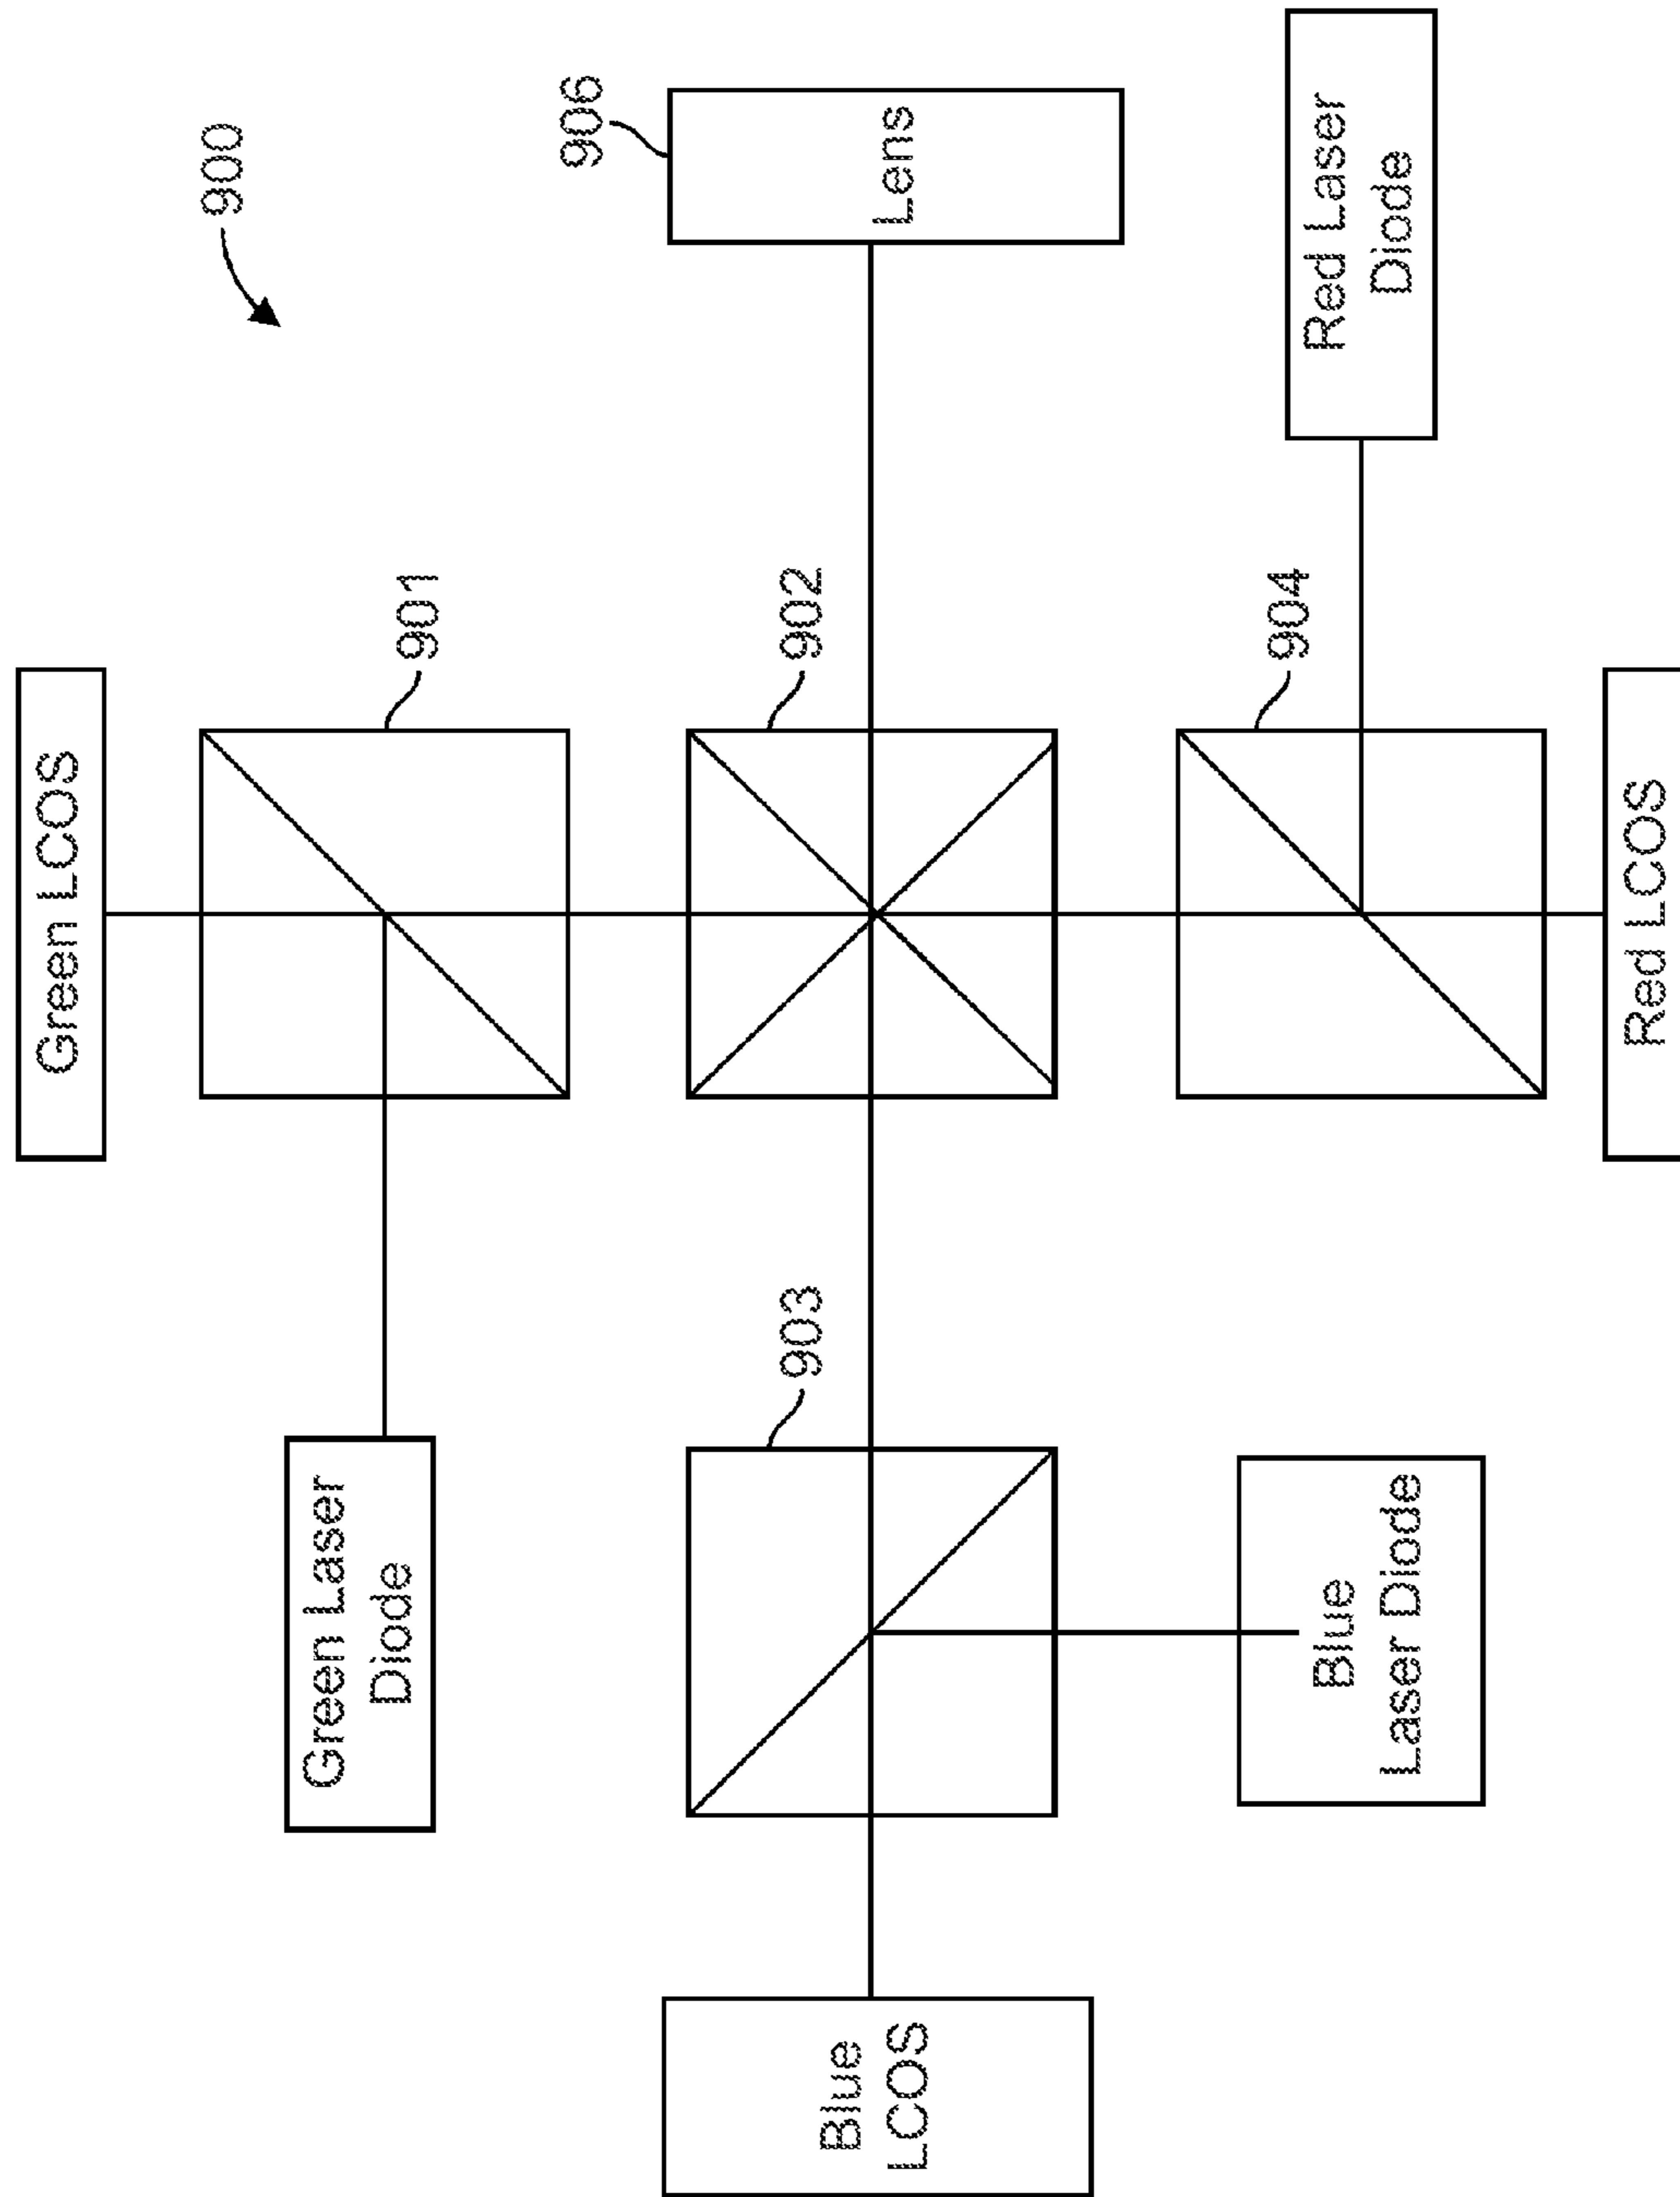 900
906
Lens
Red Laser
Diode
Green LCOS
901
902
904
Red LCOS
903
Green Laser
Diode
Blue
Laser Diode
Blue
LCOS